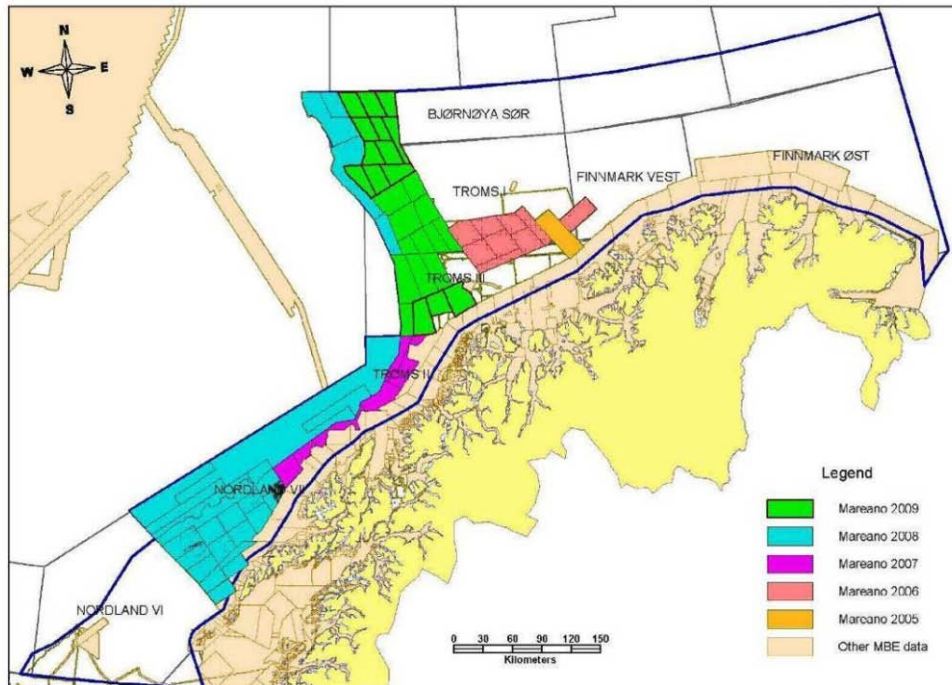 N
W E
S
BJØRNØYA SØR
FINNMARK ØST
FINNMARK VEST
TROMS I
TROMS III
TROMS II
NORDLAND VII
NORDLAND VI
Legend
Mareano 2009
Mareano 2008
Mareano 2007
Mareano 2006
Mareano 2005
Other MBE data
0 30 60 90 120 150
Kilometers